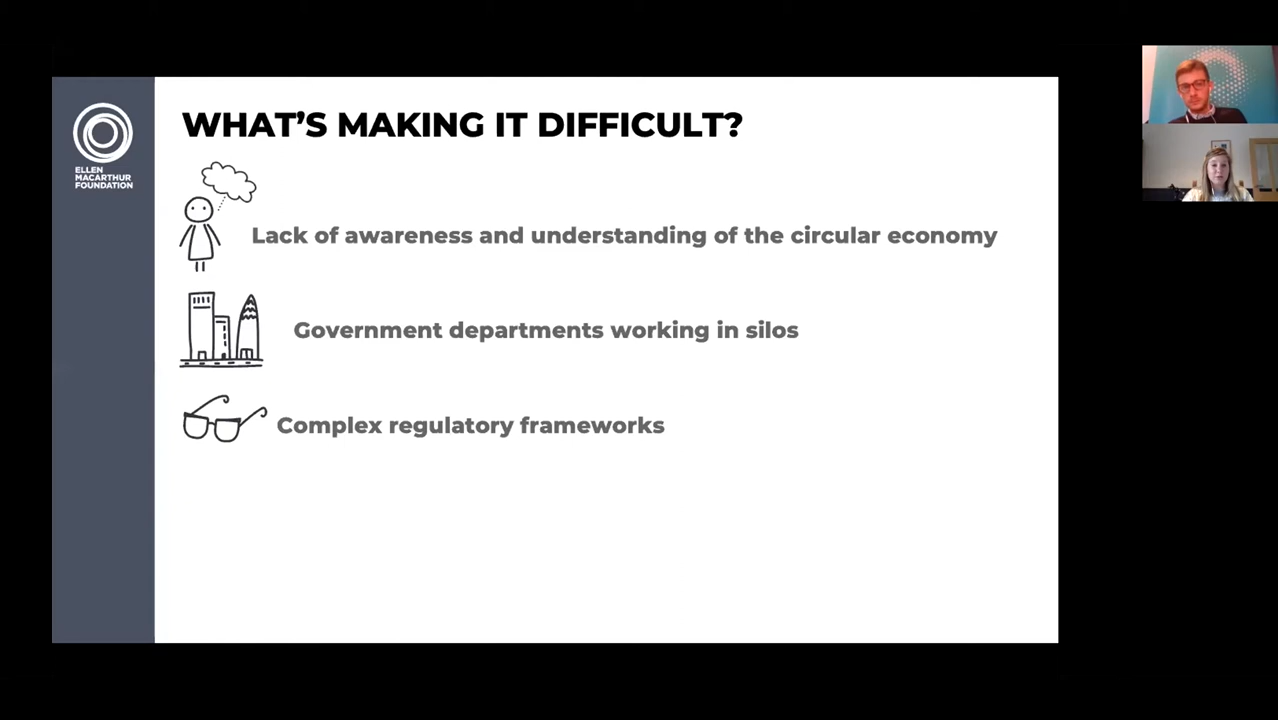 ELLEN
MACARTHUR
FOUNDATION
WHAT'S MAKING IT DIFFICULT?
Lack of awareness and understanding of the circular economy
Government departments working in silos
Complex regulatory frameworks